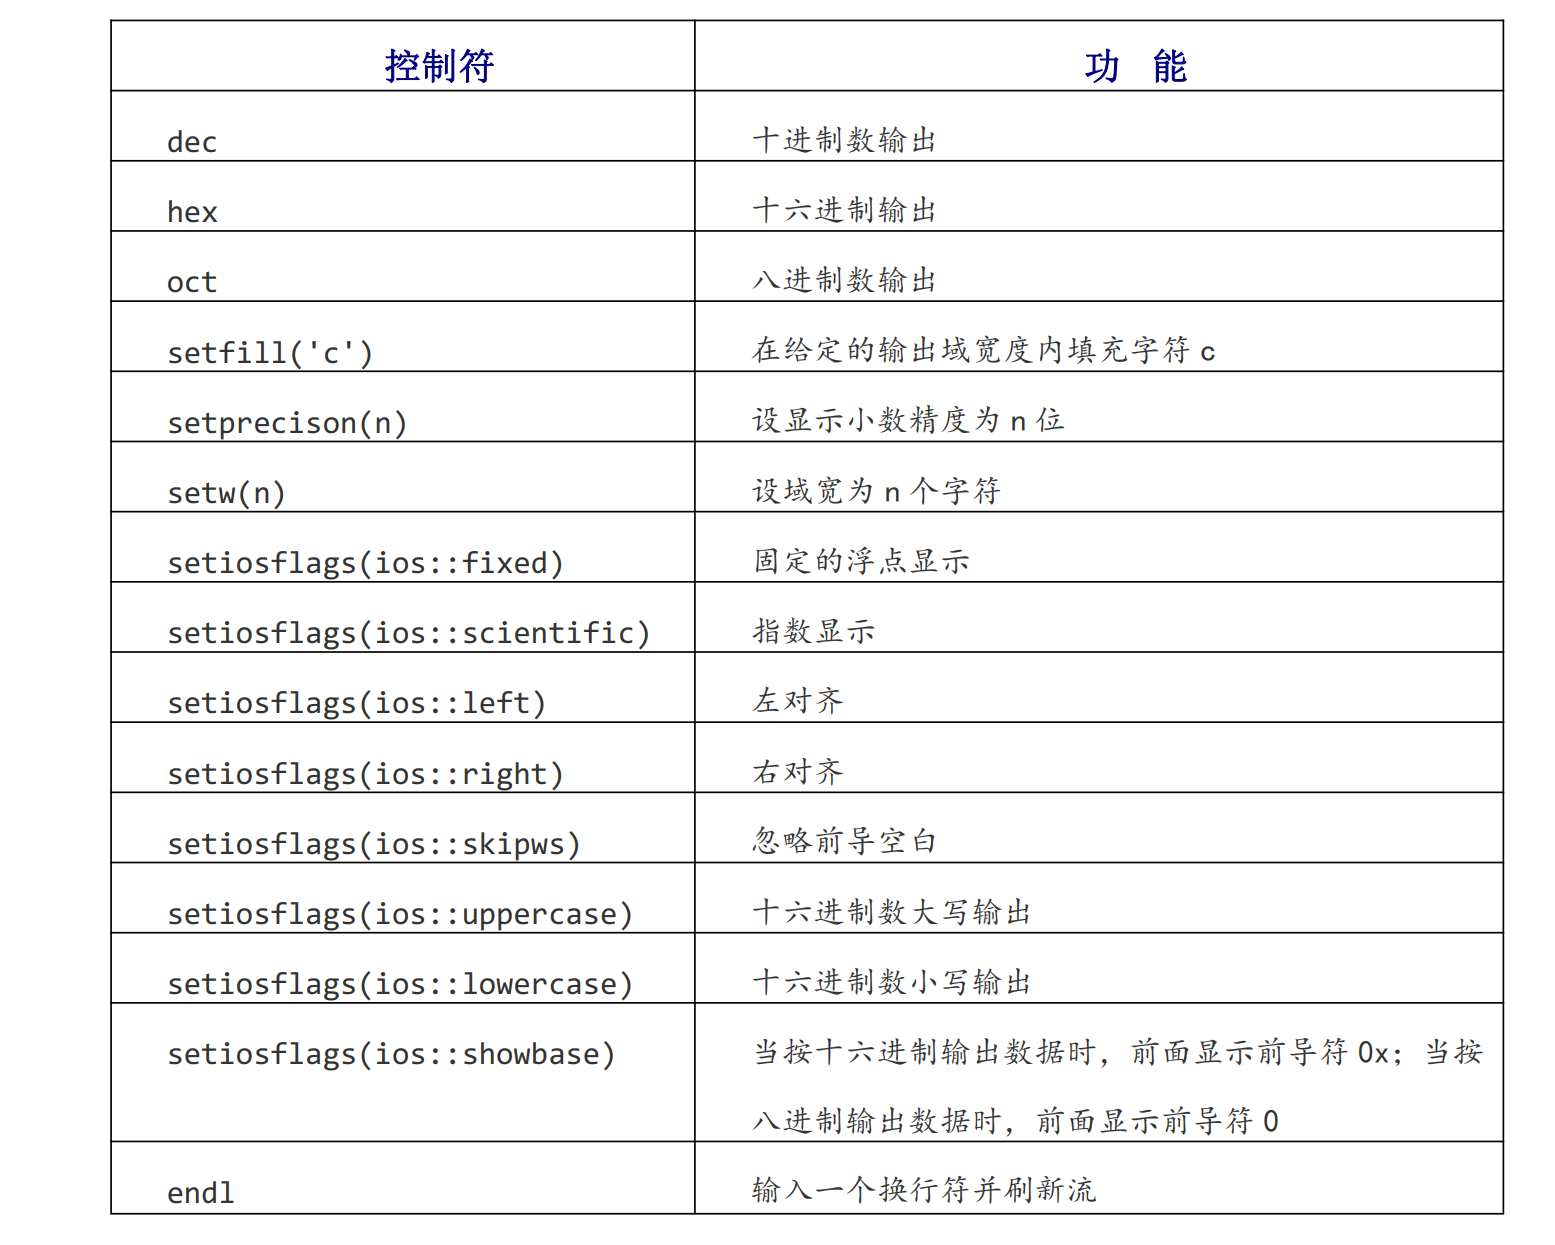 控制符 功 能
dec 十进制数输出
hex 十六进制输出
oct 八进制数输出
setfill('c') 在给定的输出域宽度内填充字符 c
setprecison(n) 设显示小数精度为 n 位
setw(n) 设域宽为 n 个字符
setiosflags(ios::fixed) 固定的浮点显示
setiosflags(ios::scientific) 指数显示
setiosflags(ios::left) 左对齐
setiosflags(ios::right) 右对齐
setiosflags(ios::skipws) 忽略前导空白
setiosflags(ios::uppercase) 十六进制数大写输出
setiosflags(ios::lowercase) 十六进制数小写输出
setiosflags(ios::showbase) 当按十六进制输出数据时，前面显示前导符 0x；当按
八进制输出数据时，前面显示前导符 0
endl 输入一个换行符并刷新流